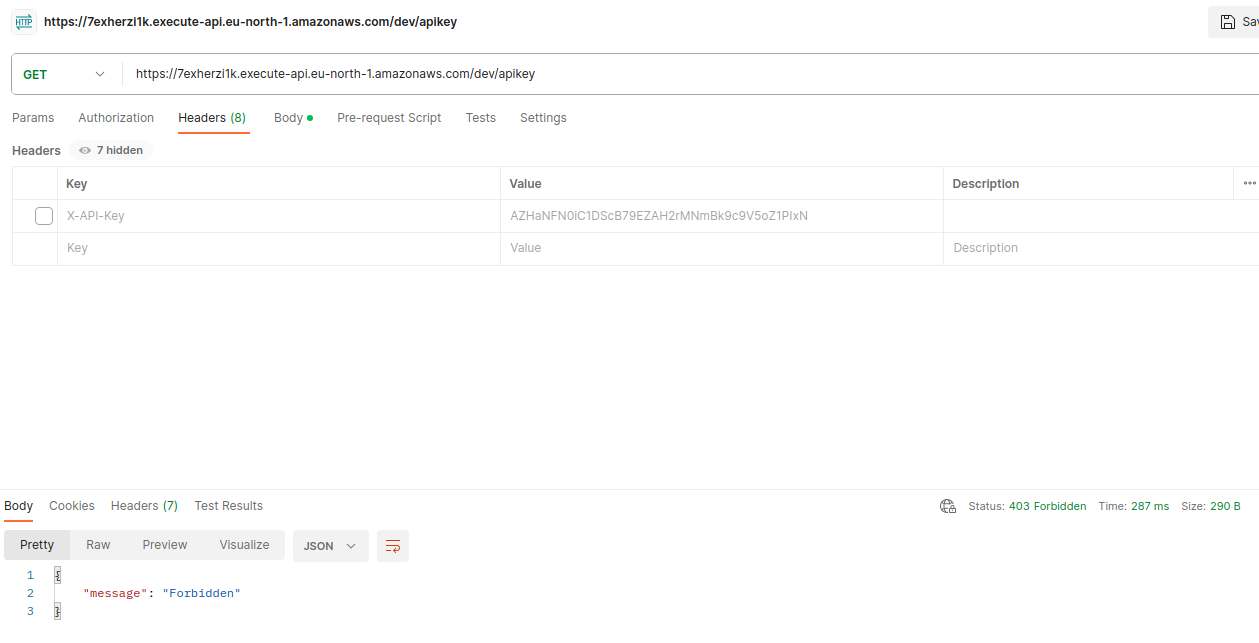 HTTP https://7exherzi1k.execute-api.eu-north-1.amazonaws.com/dev/apikey Sav
GET https://7exherzi1k.execute-api.eu-north-1.amazonaws.com/dev/apikey
Params Authorization Headers (8) Body Pre-request Script Tests Settings
Headers 7 hidden
Key Value Description
X-API-Key AZHaNFN0iC1DScB79EZAH2rMNmBk9c9V5oZ1PIxN
Key Value Description
Body Cookies Headers (7) Test Results Status: 403 Forbidden Time: 287 ms Size: 290 B
Pretty Raw Preview Visualize JSON
1 {
2 "message": "Forbidden"
3 }